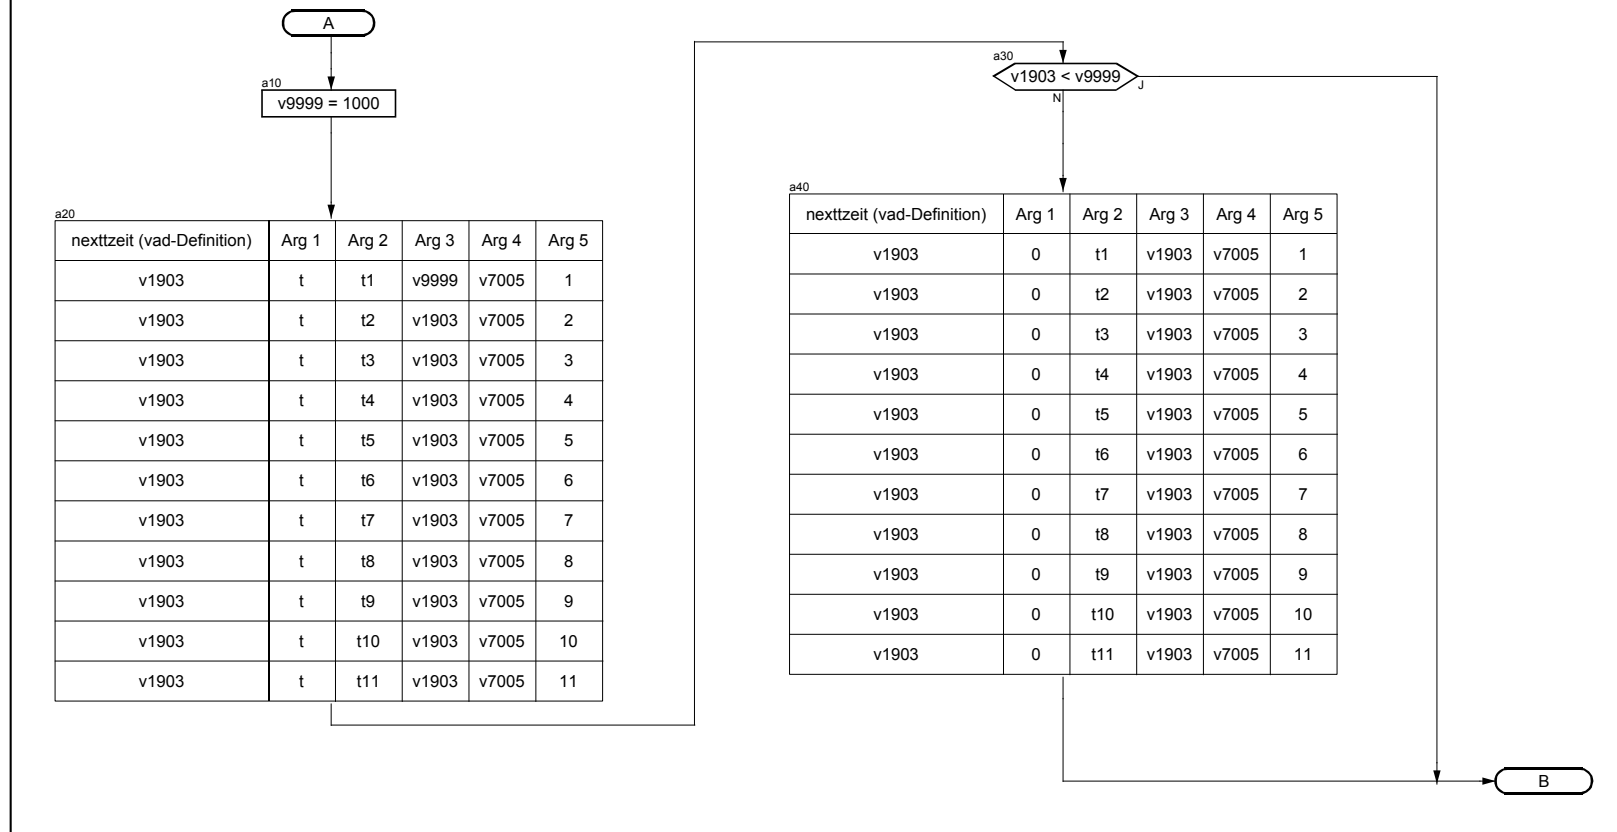 A
a10
v9999 = 1000
a20
nexttzeit (vad-Definition) Arg 1 Arg 2 Arg 3 Arg 4 Arg 5
v1903 t t1 v9999 v7005 1
v1903 t t2 v1903 v7005 2
v1903 t t3 v1903 v7005 3
v1903 t t4 v1903 v7005 4
v1903 t t5 v1903 v7005 5
v1903 t t6 v1903 v7005 6
v1903 t t7 v1903 v7005 7
v1903 t t8 v1903 v7005 8
v1903 t t9 v1903 v7005 9
v1903 t t10 v1903 v7005 10
v1903 t t11 v1903 v7005 11
a30
v1903 < v9999
J
N
a40
nexttzeit (vad-Definition) Arg 1 Arg 2 Arg 3 Arg 4 Arg 5
v1903 0 t1 v1903 v7005 1
v1903 0 t2 v1903 v7005 2
v1903 0 t3 v1903 v7005 3
v1903 0 t4 v1903 v7005 4
v1903 0 t5 v1903 v7005 5
v1903 0 t6 v1903 v7005 6
v1903 0 t7 v1903 v7005 7
v1903 0 t8 v1903 v7005 8
v1903 0 t9 v1903 v7005 9
v1903 0 t10 v1903 v7005 10
v1903 0 t11 v1903 v7005 11
B